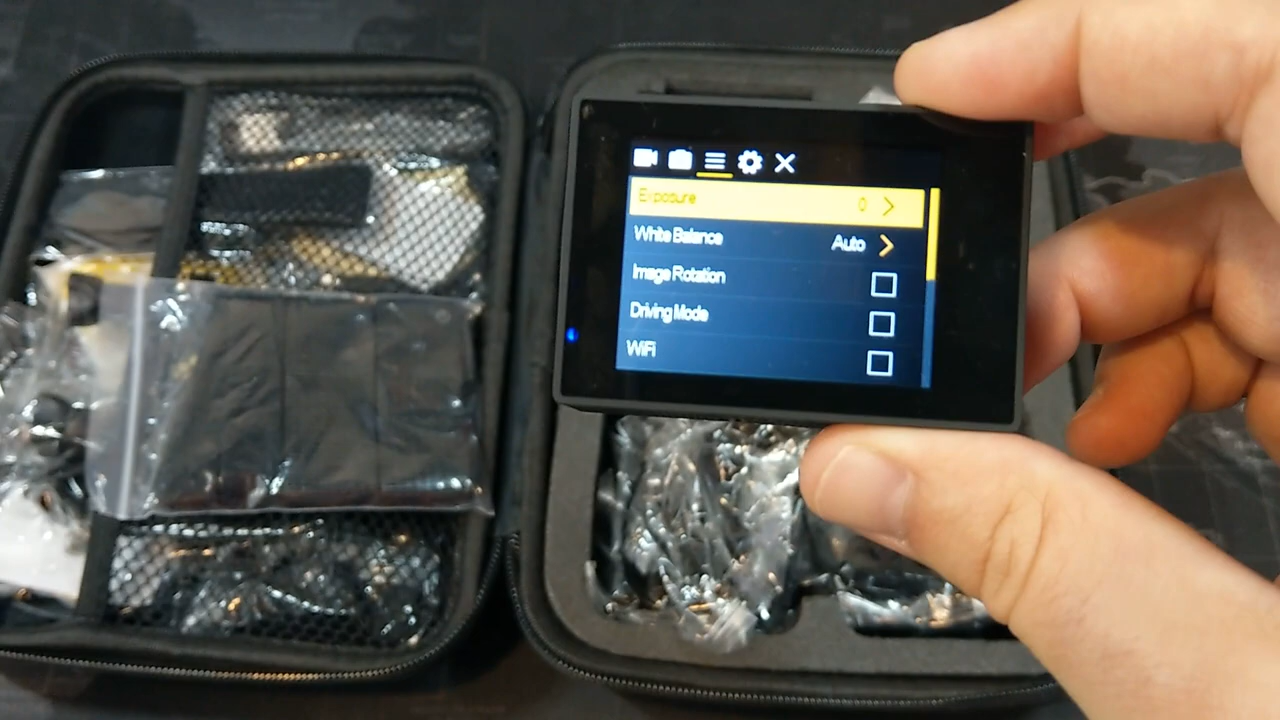 Exposure 0
White Balance Auto
Image Rotation
Driving Mode
WiFi